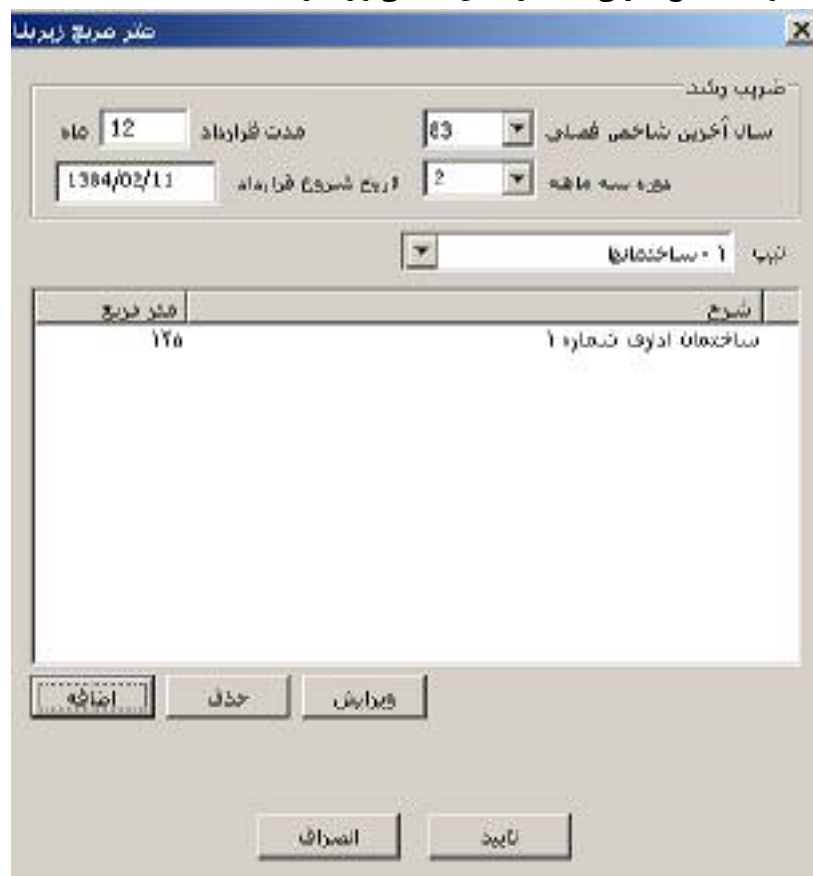 متر مربع زیربنا
ضریب رشد
سال آخرین شاخص فصلی 83 مدت قرارداد 12 ماه
دوره سه ماهه 2 تاریخ شروع قرارداد 1384/02/11
تیپ ۱ - ساختمانها
شرح متر مربع
ساختمان اداری شماره ۱ ۱۲۵
اضافه حذف ویرایش
انصراف تایید